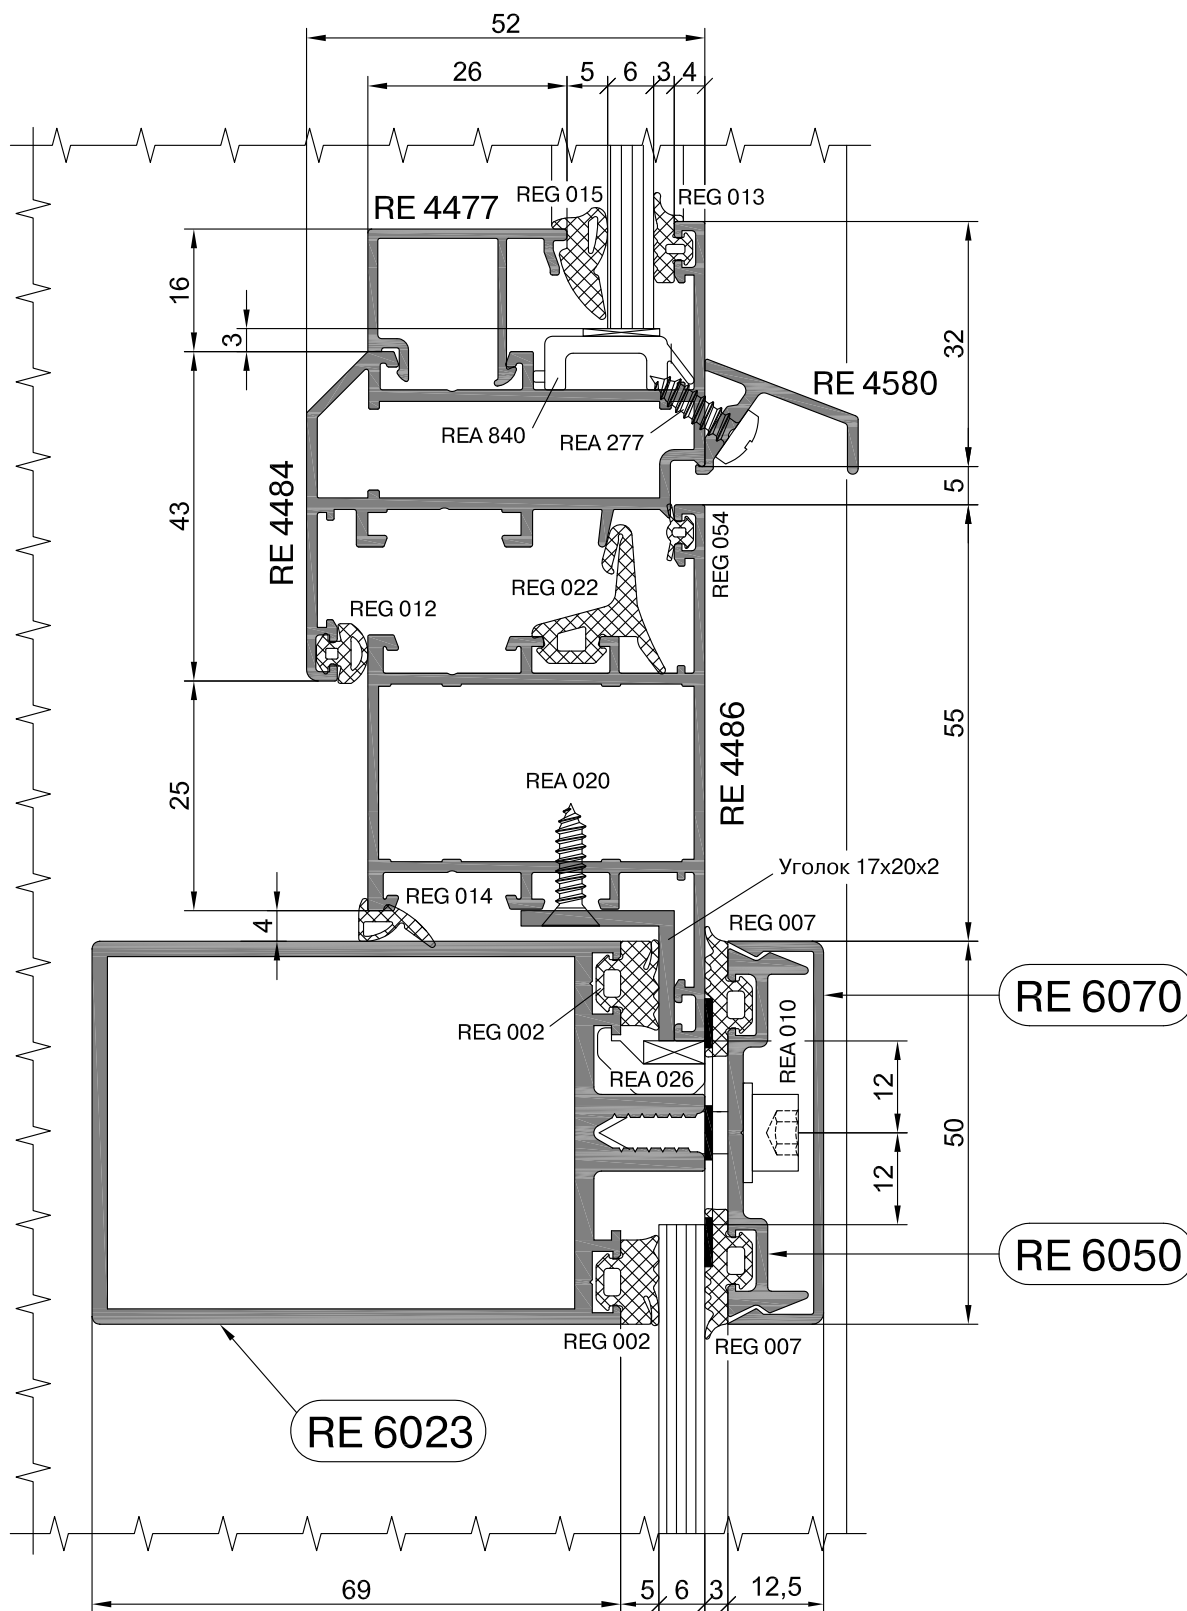 52
26
5
6
3
4
REG 015
REG 013
RE 4477
16
3
32
RE 4580
REA 840
REA 277
5
43
RE 4484
REG 054
REG 022
REG 012
55
RE 4486
25
REA 020
Уголок 17x20x2
REG 014
REG 007
4
RE 6070
REG 002
REA 010
REA 026
12
50
12
RE 6050
REG 002
REG 007
RE 6023
69
5
6
3
12,5